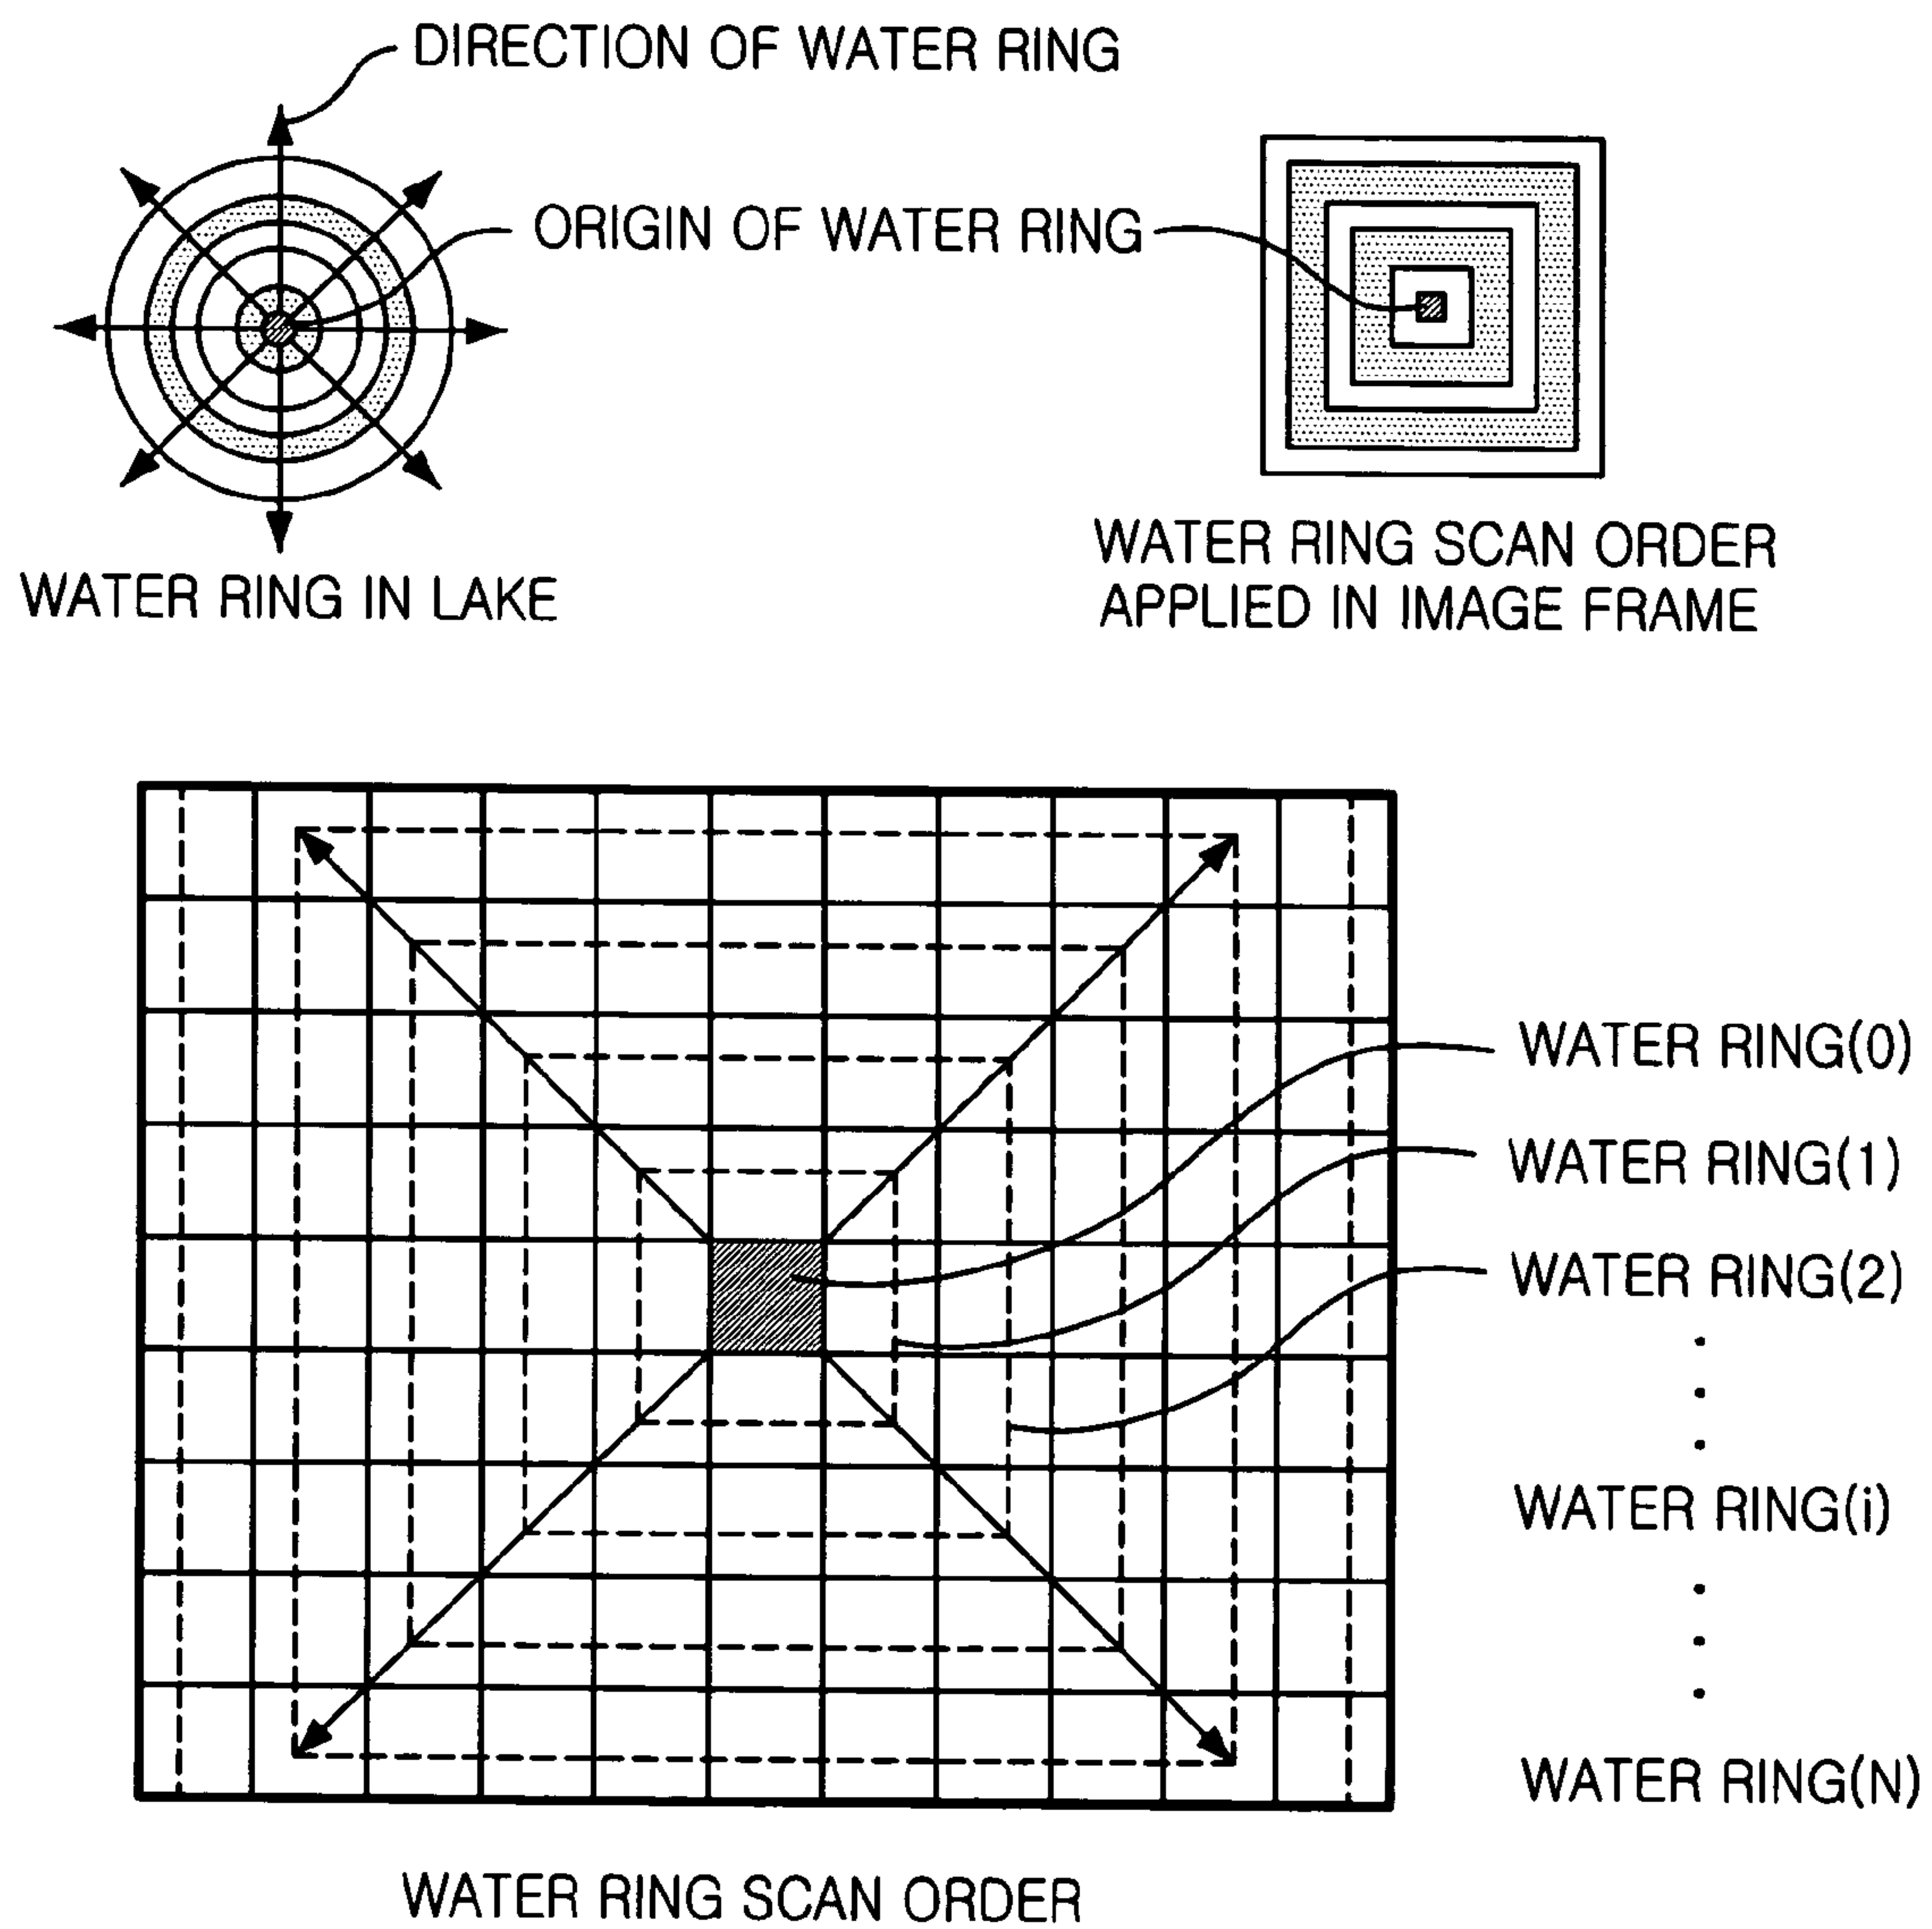 DIRECTION OF WATER RING
ORIGIN OF WATER RING
WATER RING IN LAKE
WATER RING SCAN ORDER
APPLIED IN IMAGE FRAME
WATER RING(0)
WATER RING(1)
WATER RING(2)
WATER RING(i)
WATER RING(N)
WATER RING SCAN ORDER